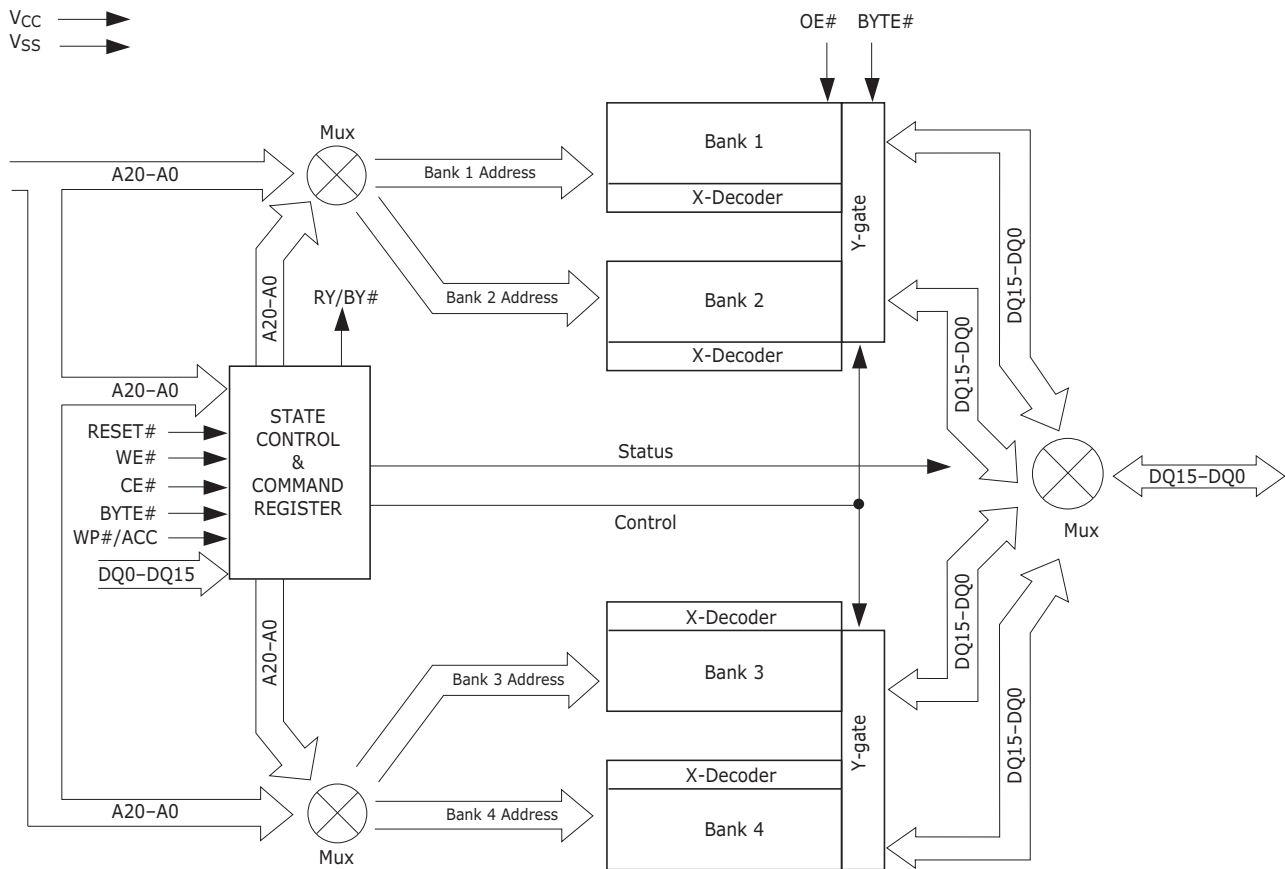 VCC
VSS
OE# BYTE#
Mux
A20–A0
Bank 1 Address
Bank 1
X-Decoder
Y-gate
DQ15–DQ0
A20–A0
RY/BY#
Bank 2 Address
Bank 2
X-Decoder
DQ15–DQ0
A20–A0
STATE
CONTROL
&
COMMAND
REGISTER
RESET#
WE#
CE#
BYTE#
WP#/ACC
DQ0–DQ15
Status
Control
DQ15–DQ0
Mux
A20–A0
X-Decoder
Bank 3 Address
Bank 3
DQ15–DQ0
Y-gate
DQ15–DQ0
X-Decoder
A20–A0
Bank 4 Address
Bank 4
Mux